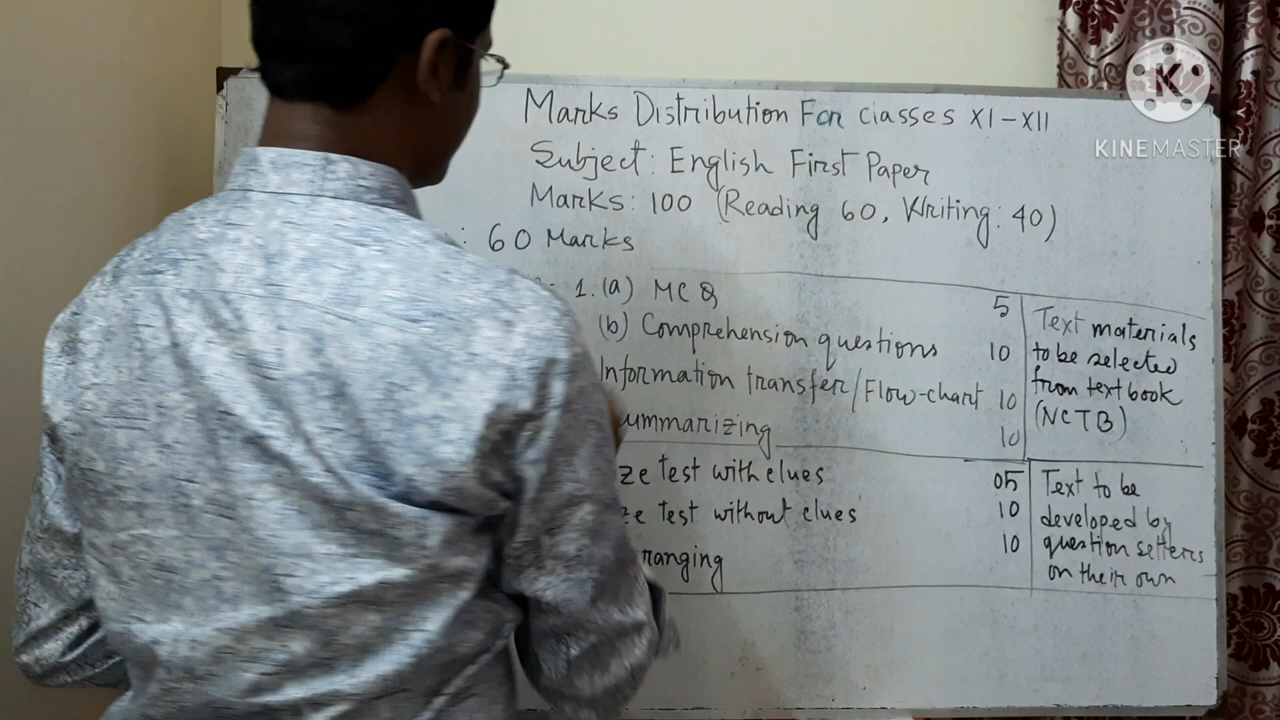 Marks Distribution For classes XI-XII
Subject: English First Paper
Marks: 100 (Reading 60, Writing: 40)
: 60 Marks
1. (a) MCQ 5
(b) Comprehension questions 10
Information transfer/Flow-chart 10
ummarizing 10
Text materials
to be selected
from text book
(NCTB)
ze test with clues 05
ze test without clues 10
ranging 10
Text to be
developed by
question setters
on their own
K
KINEMASTER